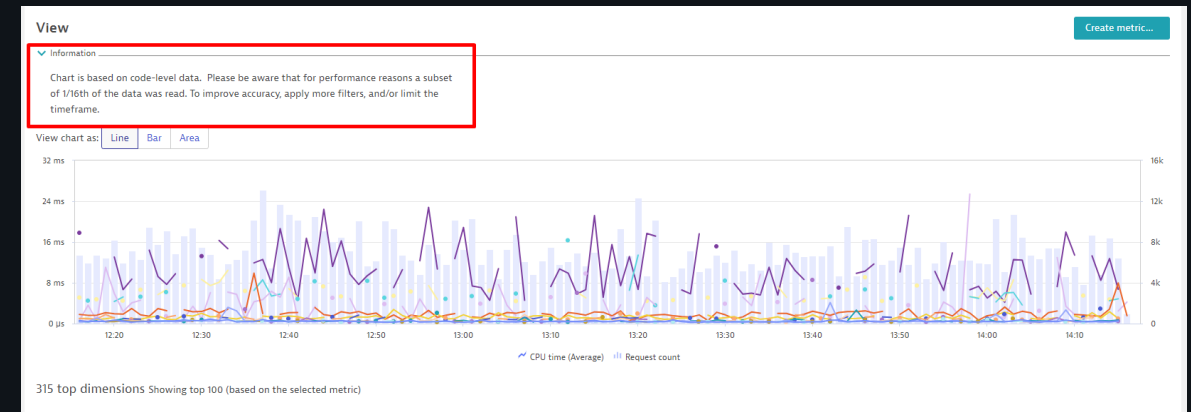 View
Create metric...
Information
Chart is based on code-level data. Please be aware that for performance reasons a subset
of 1/16th of the data was read. To improve accuracy, apply more filters, and/or limit the
timeframe.
View chart as: Line Bar Area
32 ms 16k
24 ms 12k
16 ms 8k
8 ms 4k
0 µs 0
12:20 12:30 12:40 12:50 13:00 13:10 13:20 13:30 13:40 13:50 14:00 14:10
CPU time (Average) Request count
315 top dimensions Showing top 100 (based on the selected metric)